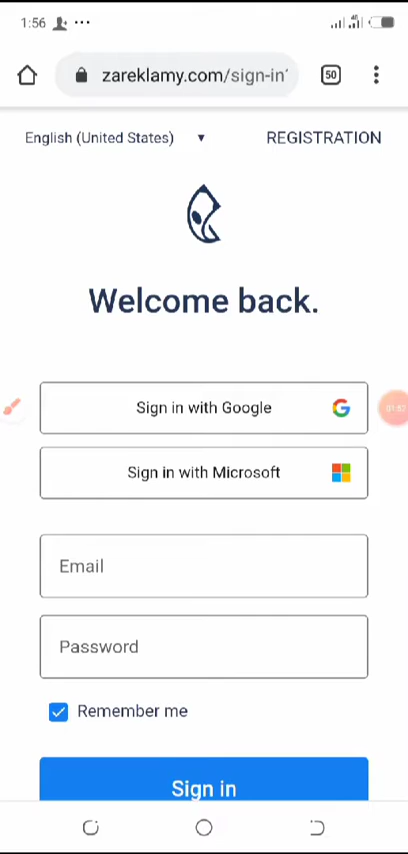 1:56
zareklamy.com/sign-in
50
English (United States)
REGISTRATION
Welcome back.
Sign in with Google
Sign in with Microsoft
Email
Password
Remember me
Sign in